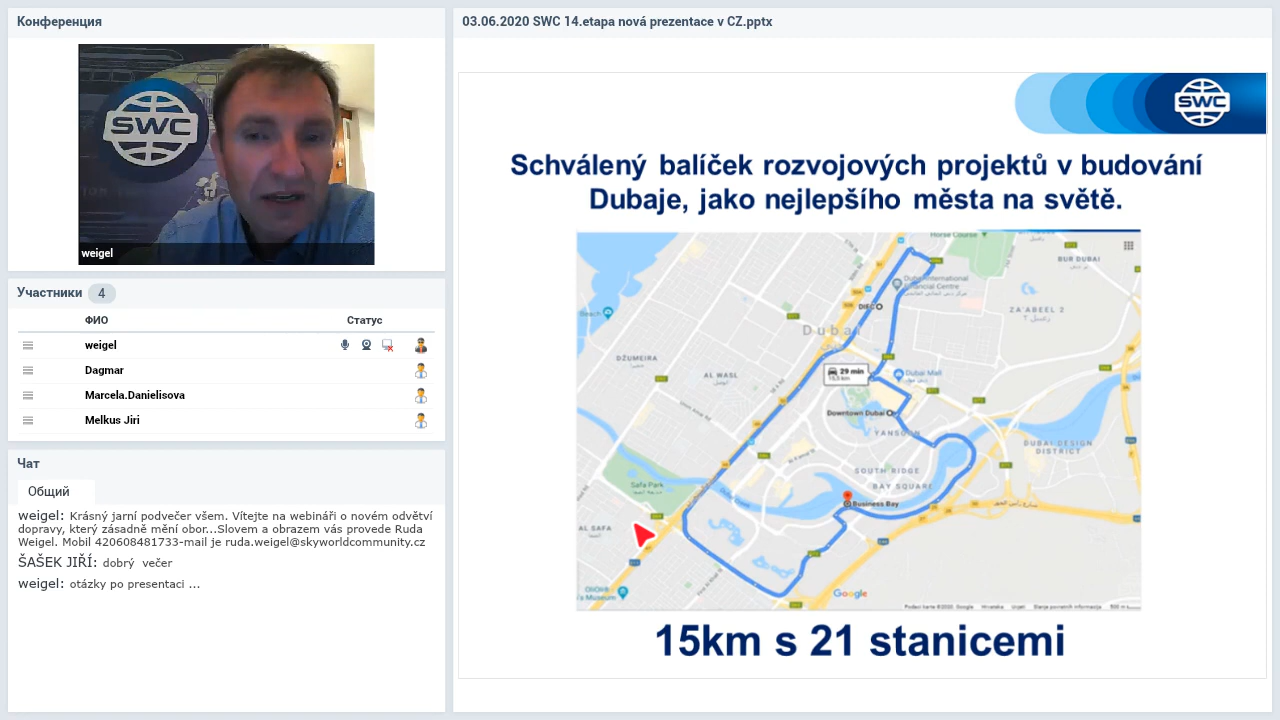 Конференция
SWC
weigel
Участники 4
ФИО Статус
weigel
Dagmar
Marcela.Danielisova
Melkus Jiri
Чат
Общий
weigel: Krásný jarní podvečer všem. Vítejte na webináři o novém odvětví
dopravy, který zásadně mění obor...Slovem a obrazem vás provede Ruda
Weigel. Mobil 420608481733-mail je ruda.weigel@skyworldcommunity.cz
ŠAŠEK JIŘÍ: dobrý večer
weigel: otázky po presentaci ...
03.06.2020 SWC 14.etapa nová prezentace v CZ.pptx
SWC
Schválený balíček rozvojových projektů v budování
Dubaje, jako nejlepšího města na světě.
Horse Course
BUR DUBAI
Dubai International
Financial Centre
ZA'ABEEL 2
DIEC
Beach
Dubai
DŽUMEIRA
AL WASL
29 min
Dubai Mall
Downtown Dubai
YANSOON
DUBAI DESIGN
DISTRICT
SOUTH RIDGE
BAY SQUARE
Safa Park
Business Bay
AL SAFA
Google
15km s 21 stanicemi